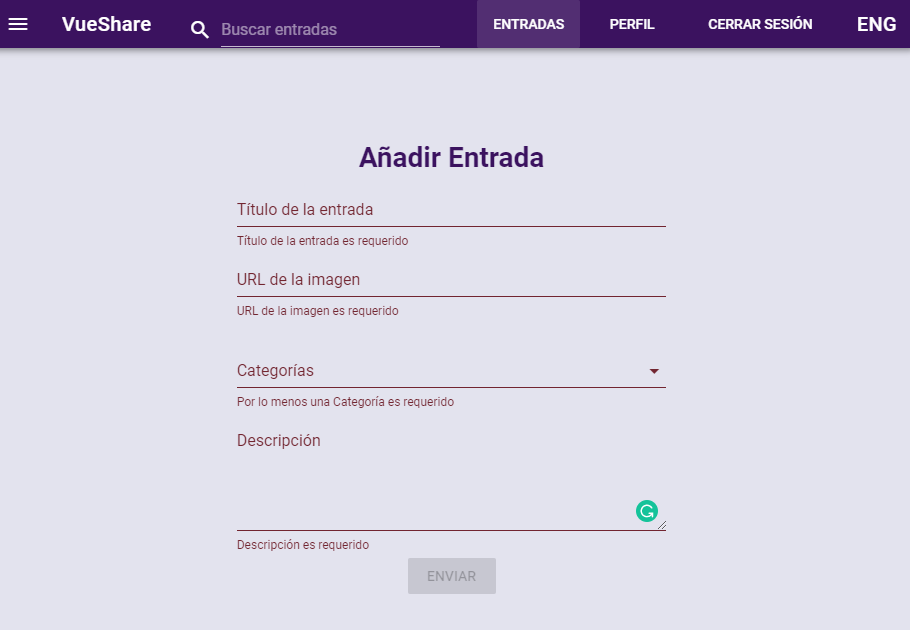 VueShare
Buscar entradas
ENTRADAS
PERFIL
CERRAR SESIÓN
ENG
Añadir Entrada
Título de la entrada
Título de la entrada es requerido
URL de la imagen
URL de la imagen es requerido
Categorías
Por lo menos una Categoría es requerido
Descripción
Descripción es requerido
ENVIAR